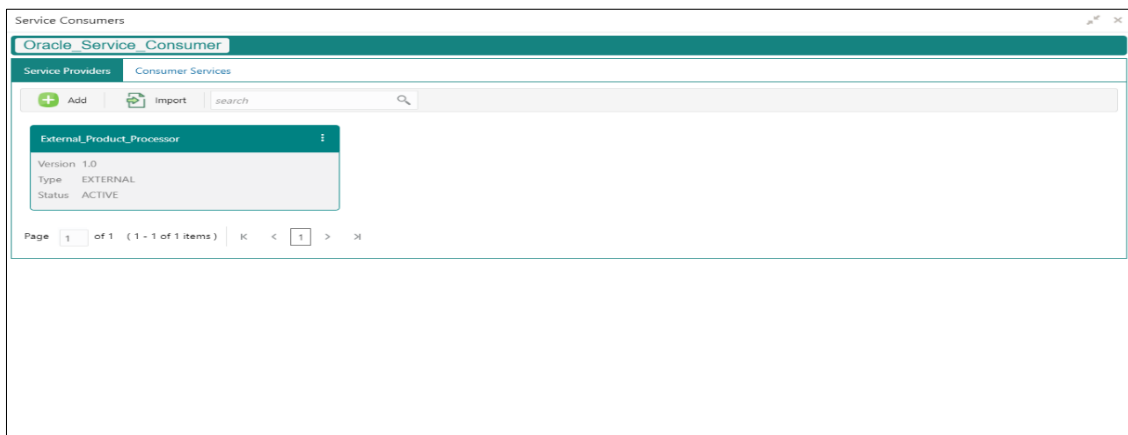 Service Consumers
Oracle_Service_Consumer
Service Providers Consumer Services
Add Import search
External_Product_Processor
Version 1.0
Type EXTERNAL
Status ACTIVE
Page 1 of 1 ( 1 - 1 of 1 items ) 1